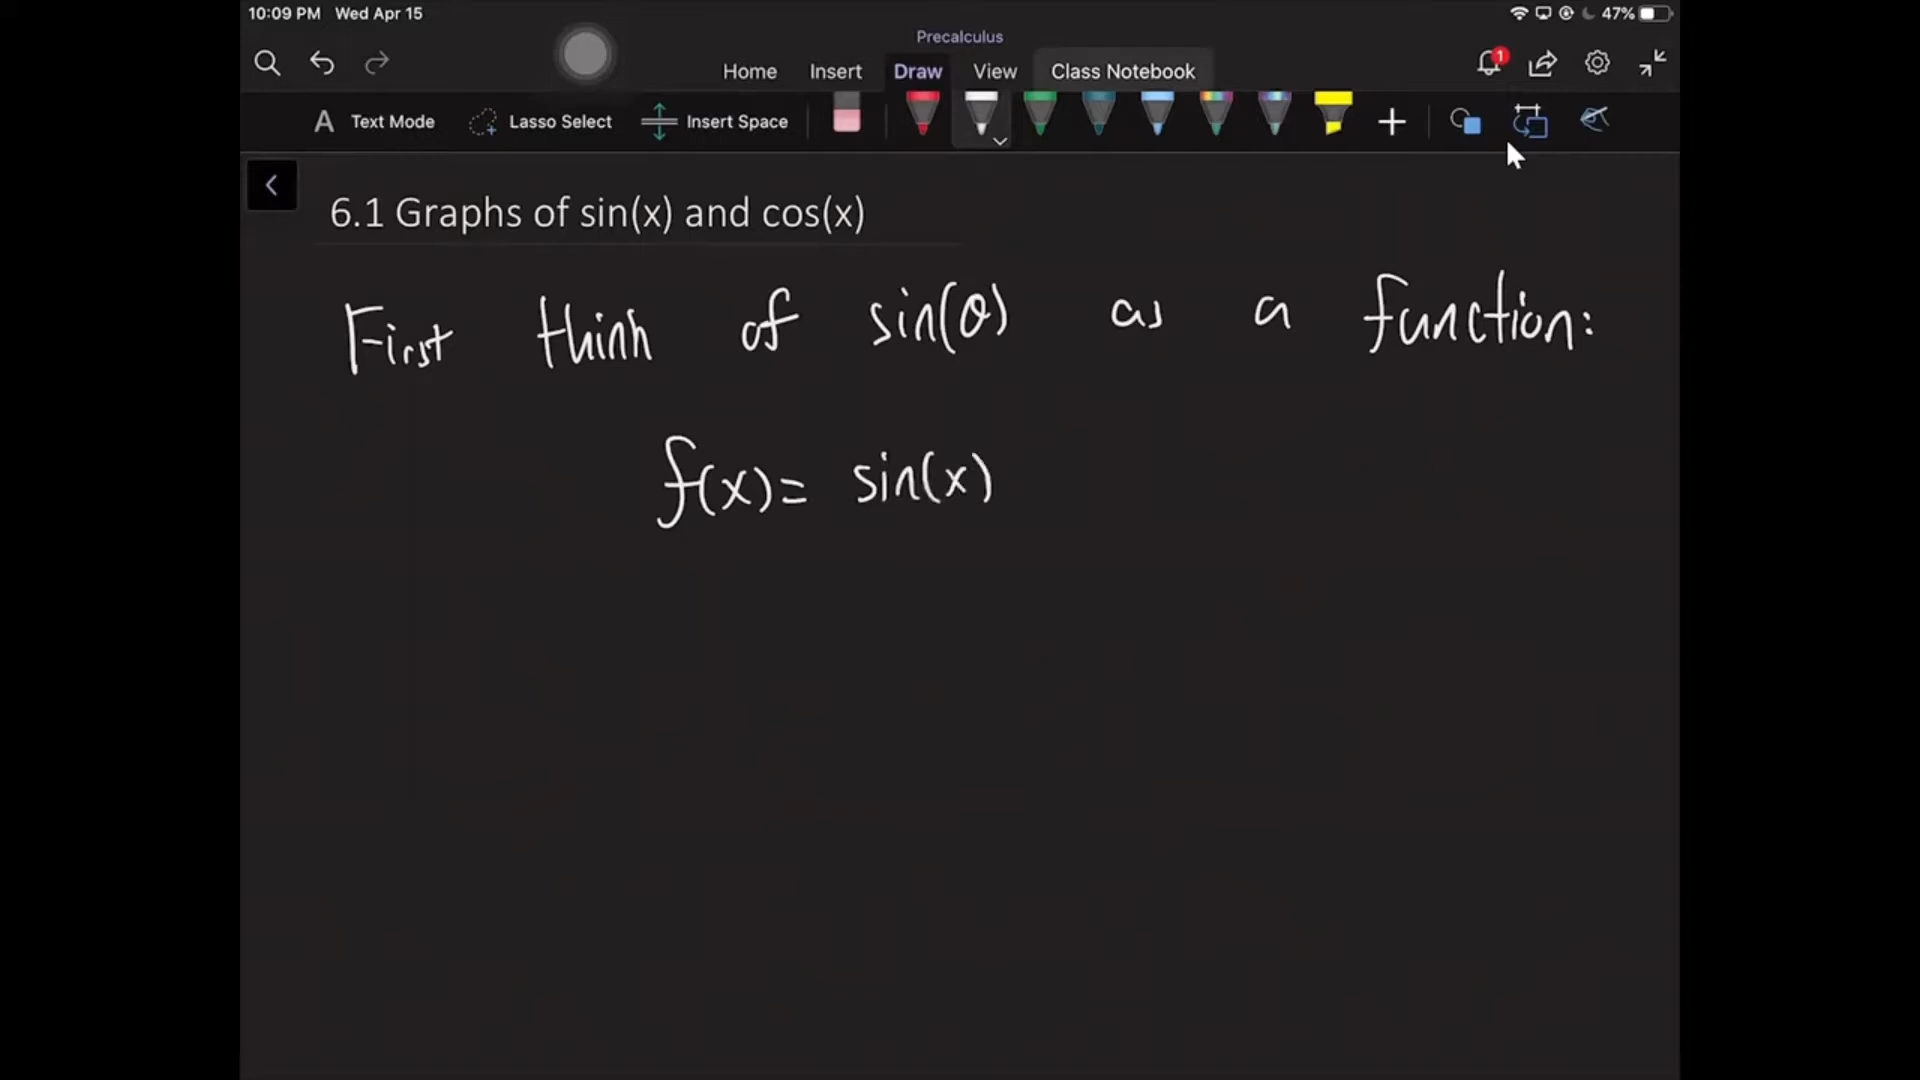 10:09 PM Wed Apr 15 47%
Precalculus
Home Insert Draw View Class Notebook 1
A Text Mode Lasso Select Insert Space
6.1 Graphs of sin(x) and cos(x)
First think of sin(θ) as a function:
f(x)= sin(x)